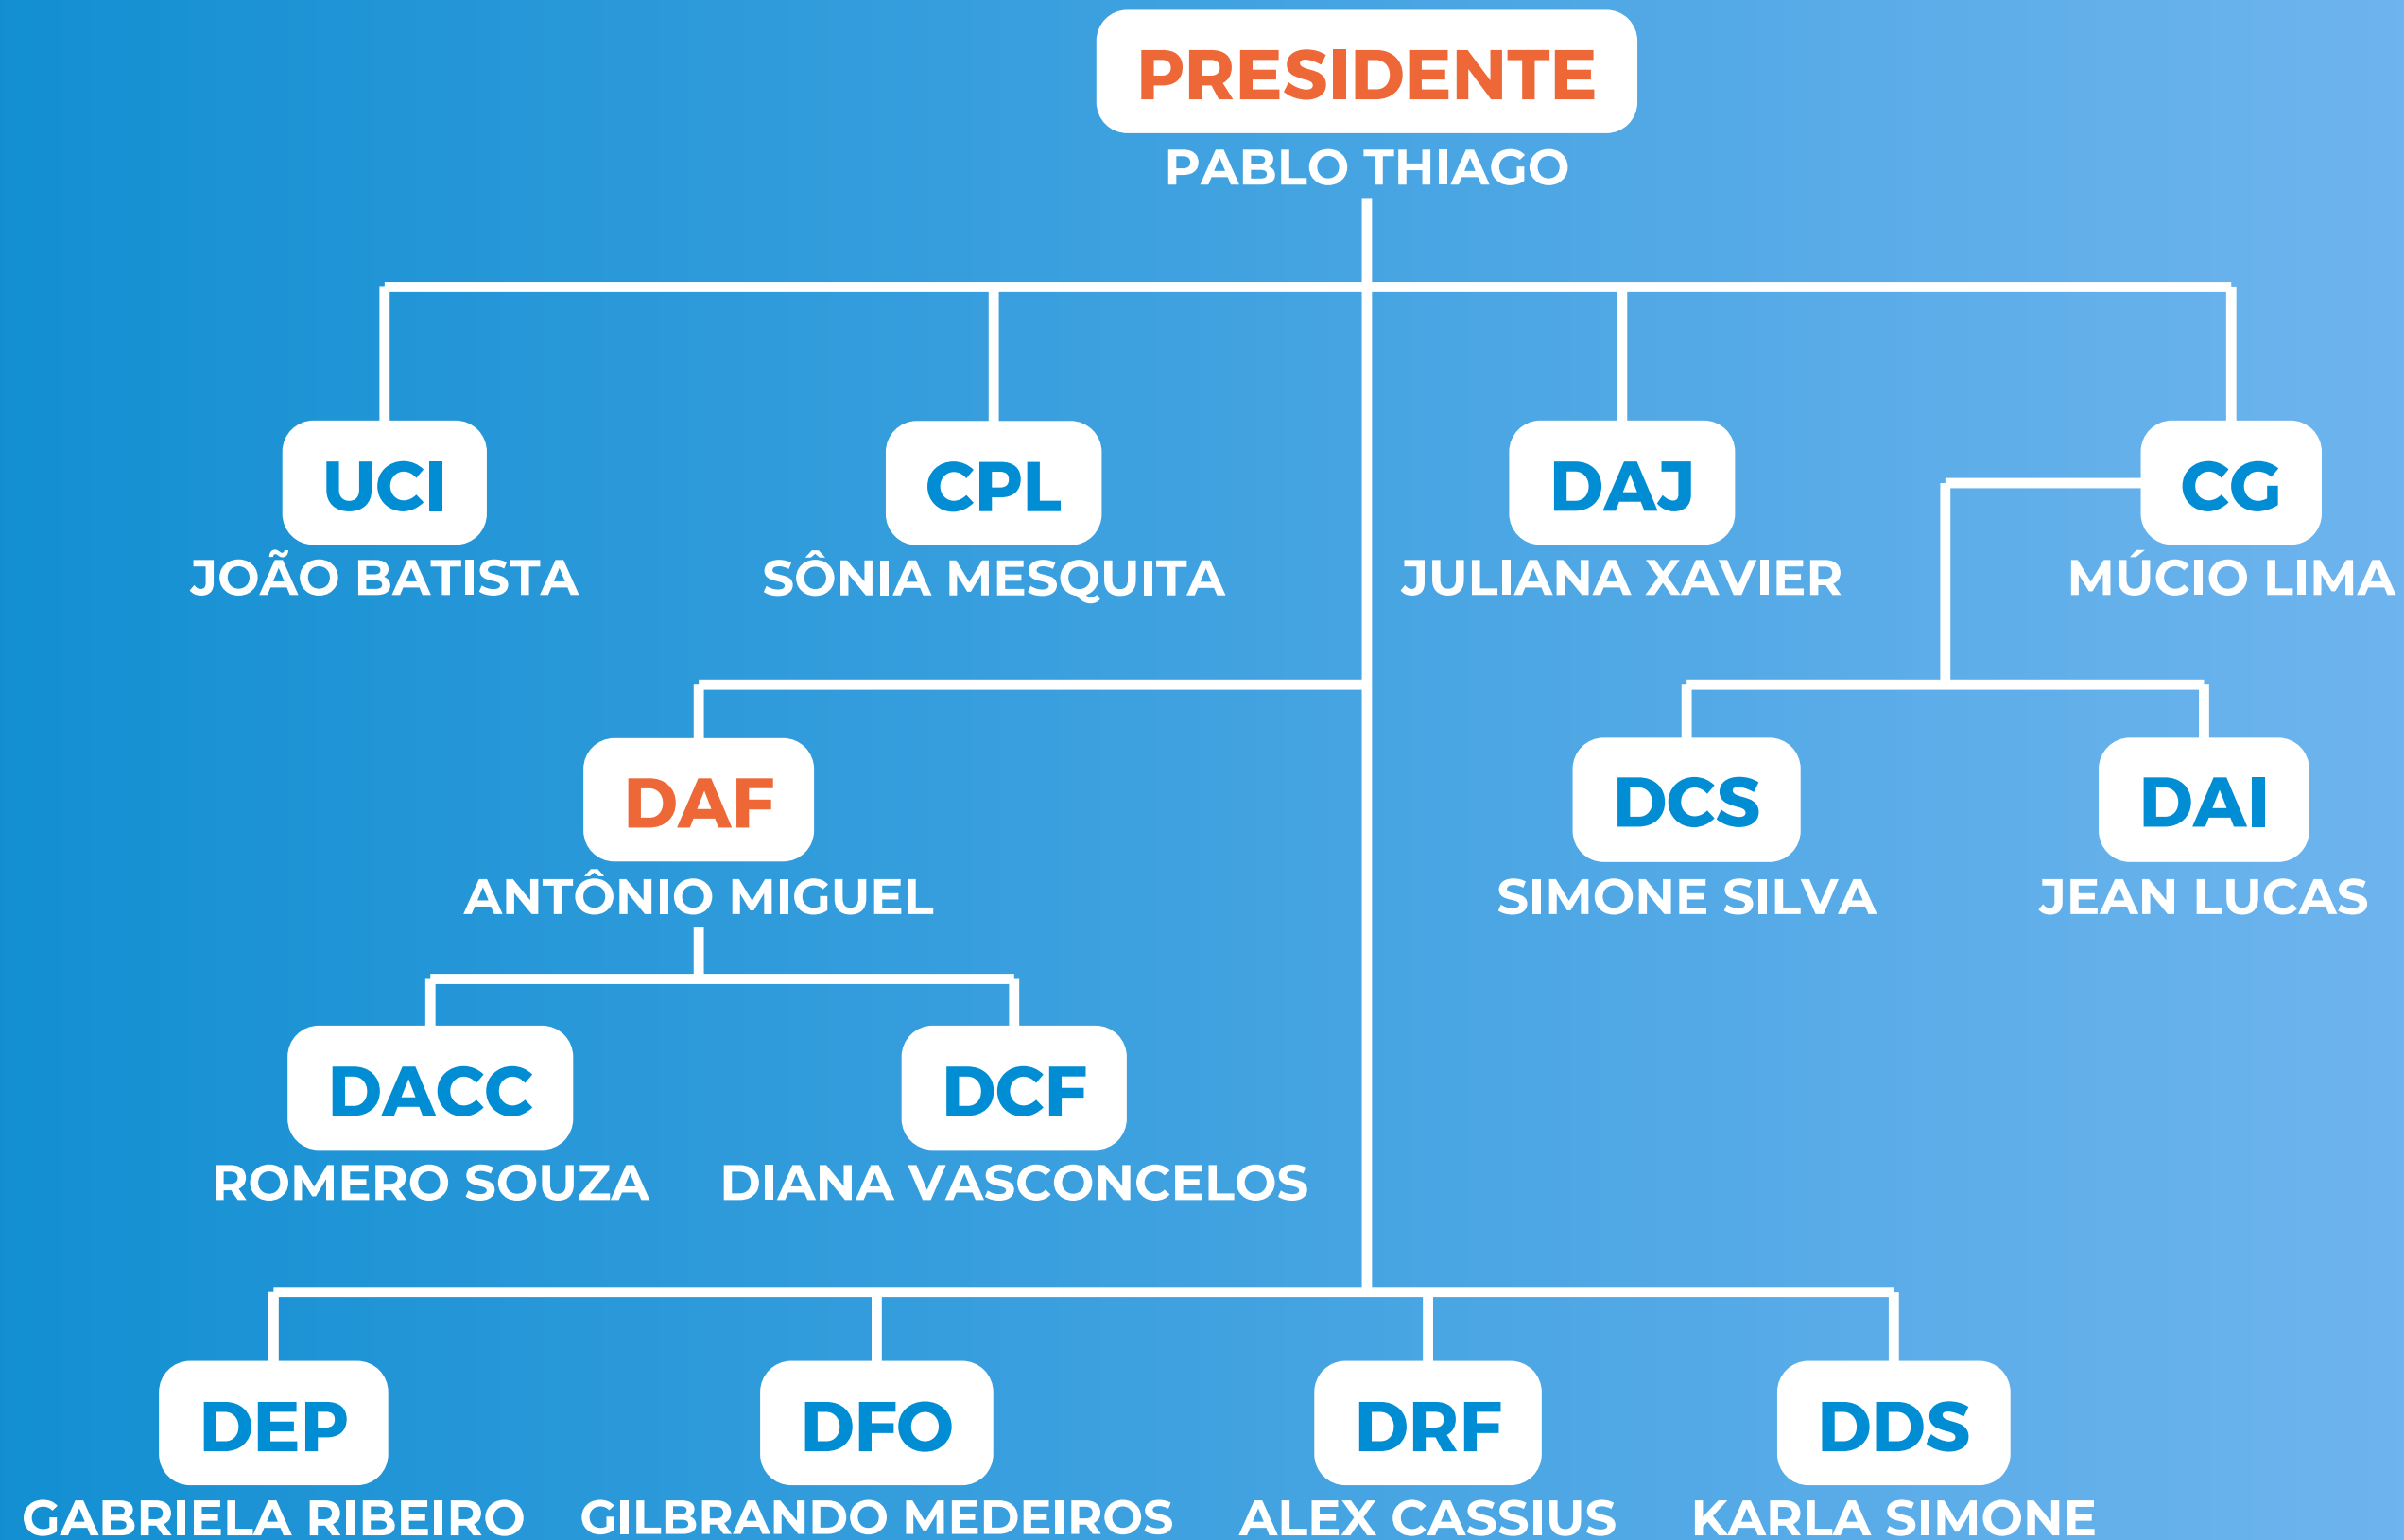 PRESIDENTE
PABLO THIAGO
UCI
JOÃO BATISTA
CPL
SÔNIA MESQUITA
DAJ
JULIANA XAVIER
CG
MÚCIO LIMA
DAF
ANTÔNIO MIGUEL
DCS
SIMONE SILVA
DAI
JEAN LUCAS
DACC
ROMERO SOUZA
DCF
DIANA VASCONCELOS
DEP
GABRIELA RIBEIRO
DFO
GILBRANDO MEDEIROS
DRF
ALEX CASSIUS
DDS
KARLA SIMONE